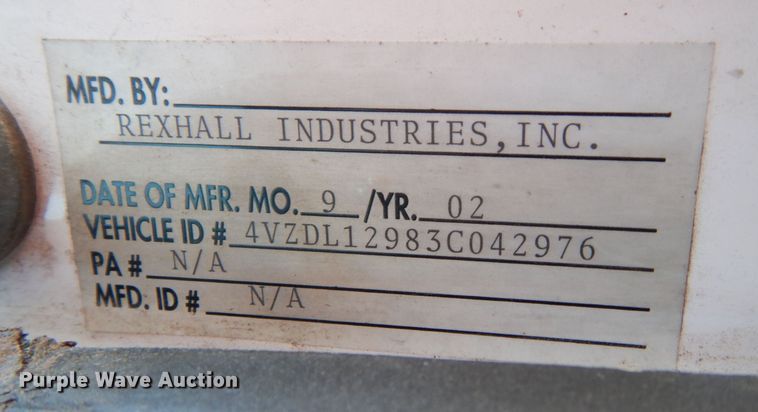 MFD. BY:
REXHALL INDUSTRIES, INC.
DATE OF MFR. MO. 9 /YR. 02
VEHICLE ID # 4VZDL12983C042976
PA # N/A
MFD. ID # N/A
Purple Wave Auction